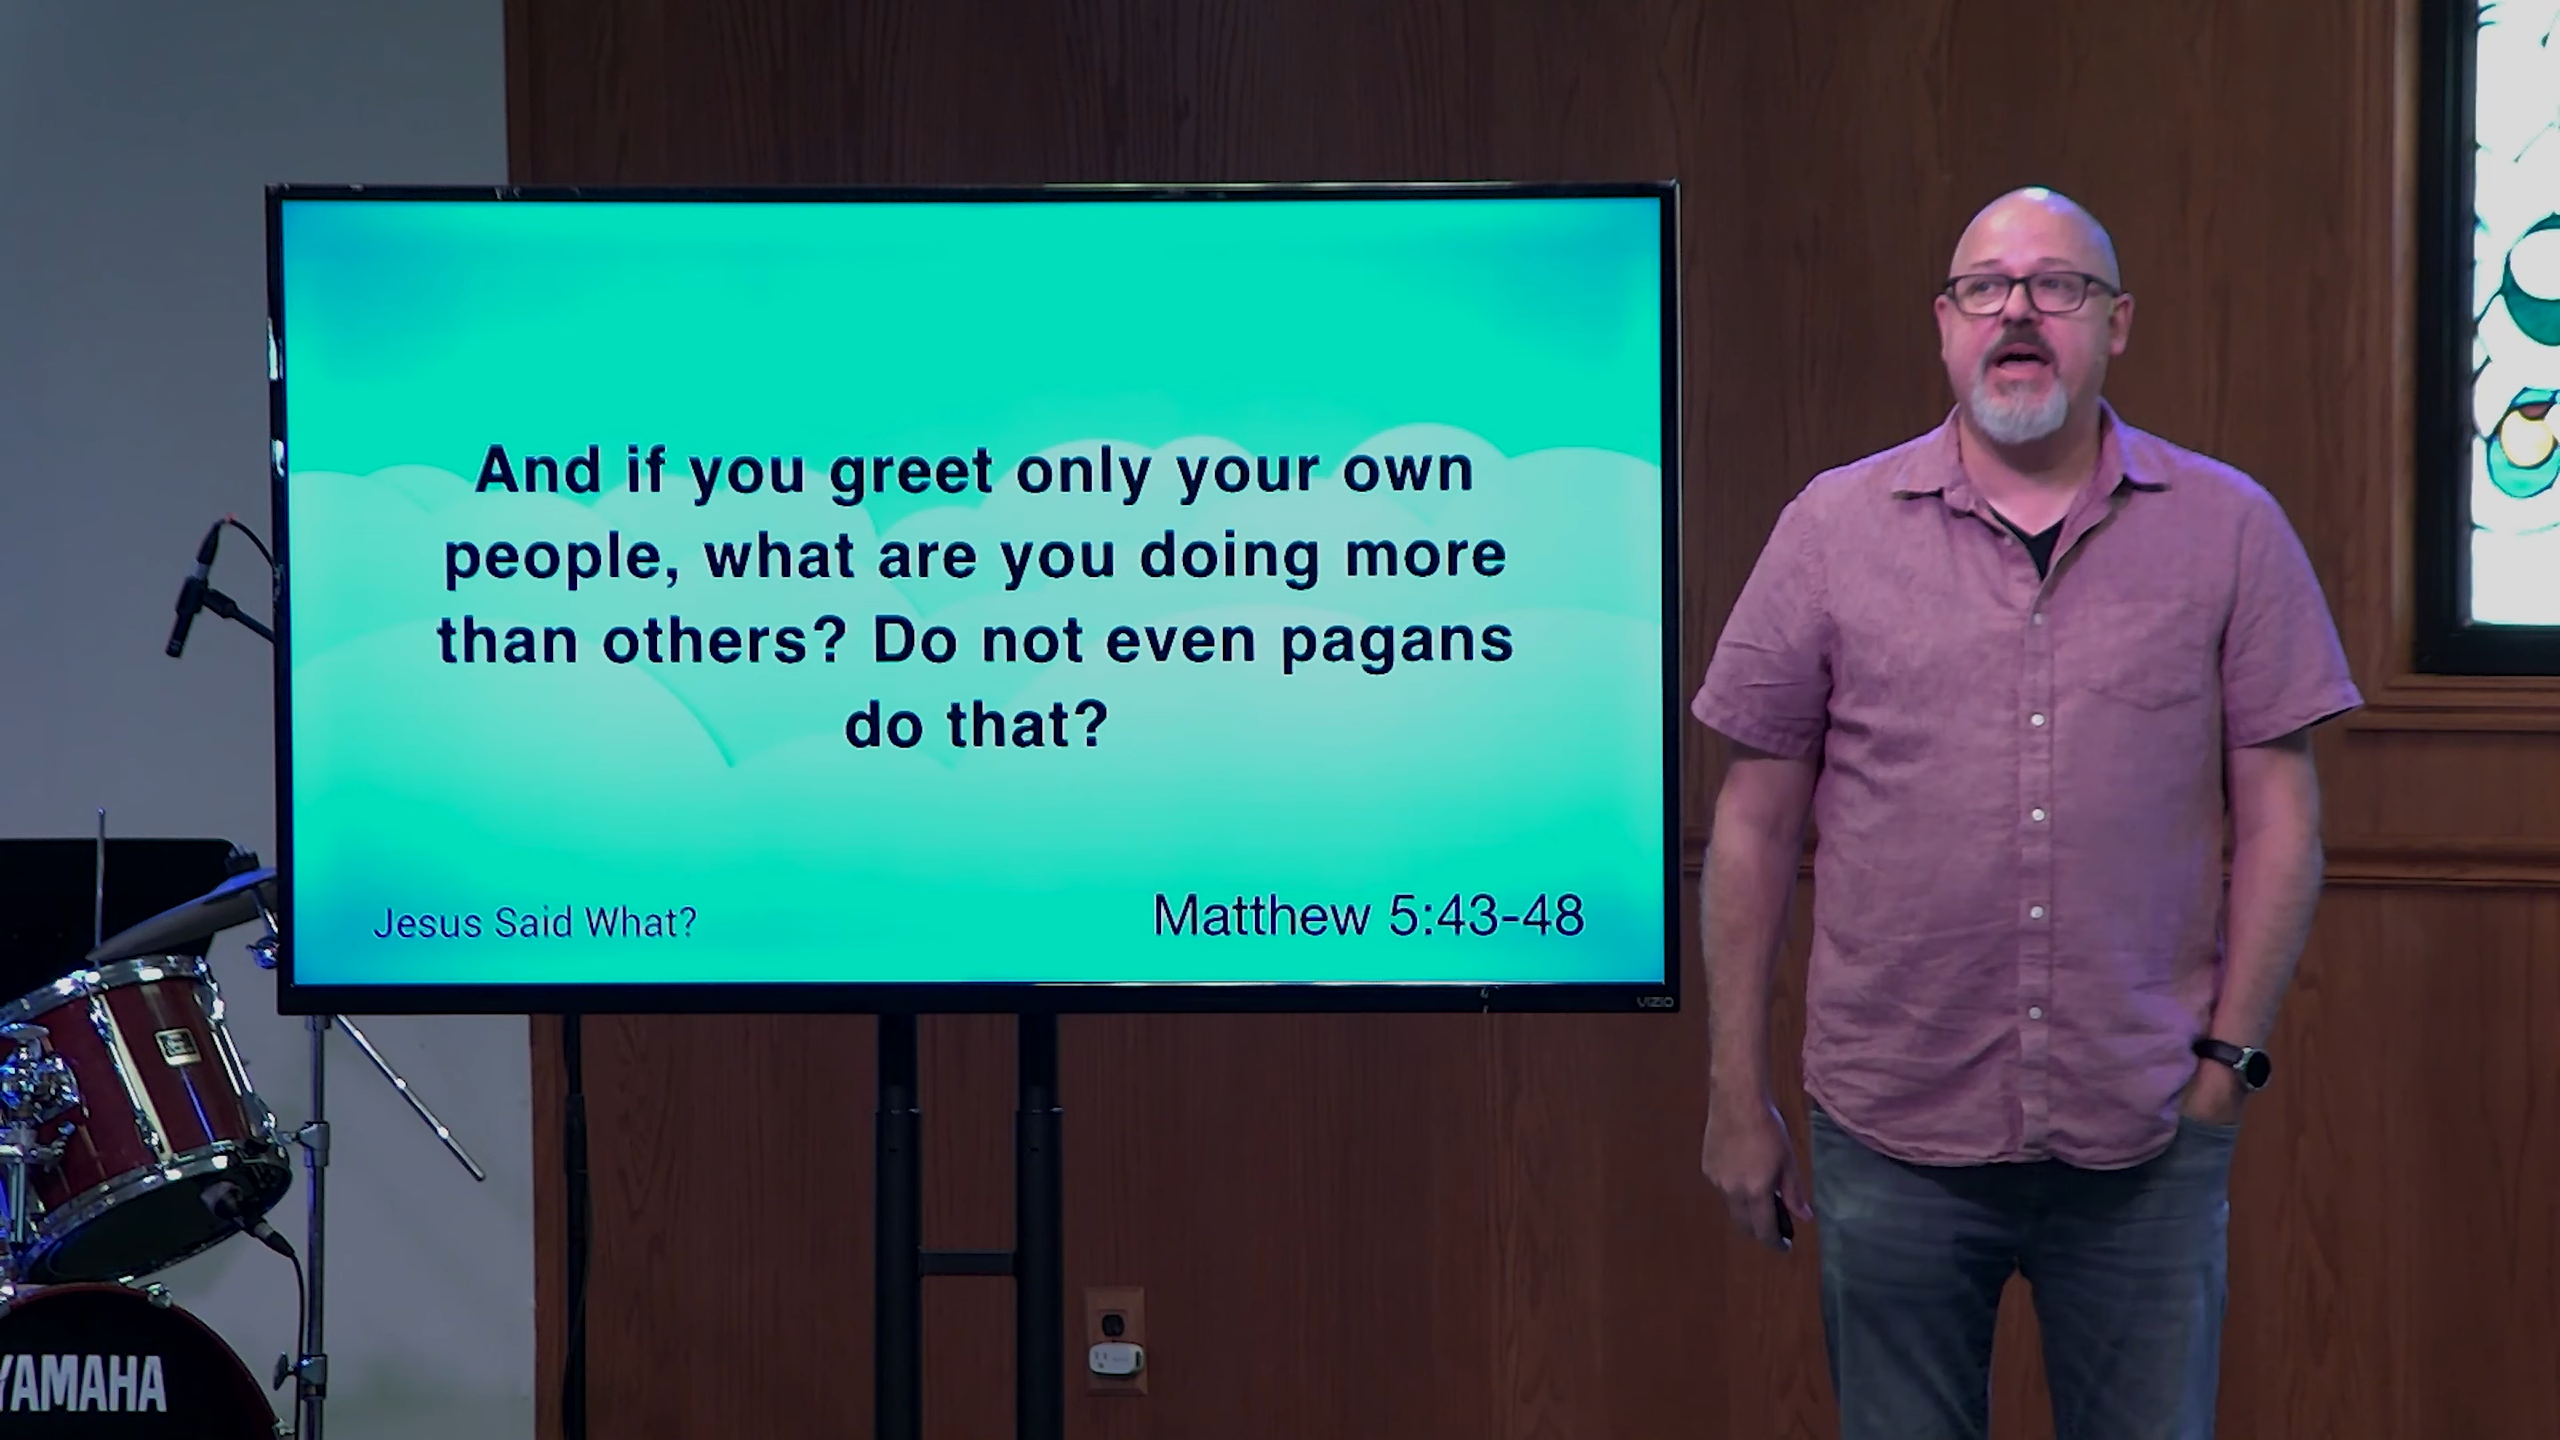 And if you greet only your own
people, what are you doing more
than others? Do not even pagans
do that?
Jesus Said What?
Matthew 5:43-48
VIZIO
YAMAHA